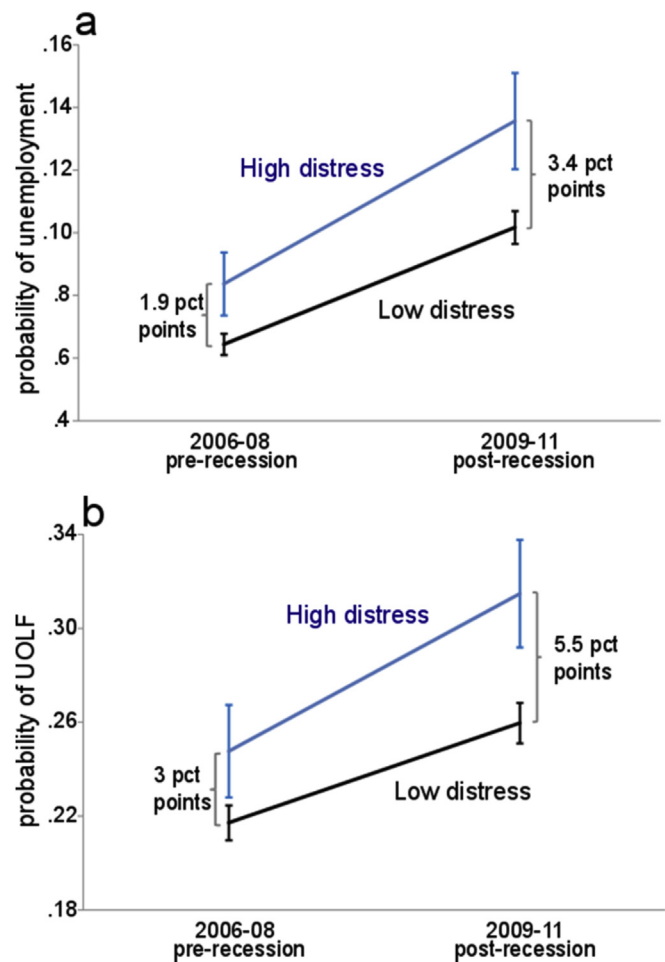 a
.16
.14
.12
.10
.8
.6
.4
probability of unemployment
High distress
3.4 pct
points
1.9 pct
points
Low distress
2006-08
pre-recession
2009-11
post-recession
b
.34
.30
.26
.22
.18
probability of UOLF
High distress
5.5 pct
points
3 pct
points
Low distress
2006-08
pre-recession
2009-11
post-recession